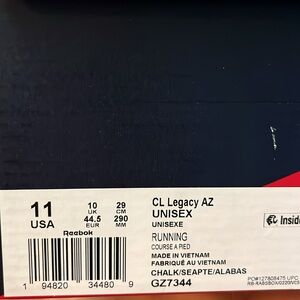 11
USA
10
UK
29
CM
44.5
EUR
290
MM
Reebok
1 94820 34480 9
CL Legacy AZ
UNISEX
UNISEXE
RUNNING
COURSE A PIED
MADE IN VIETNAM
FABRIQUÉ AU VIETNAM
CHALK/SEAPTE/ALABAS
GZ7344
Inside